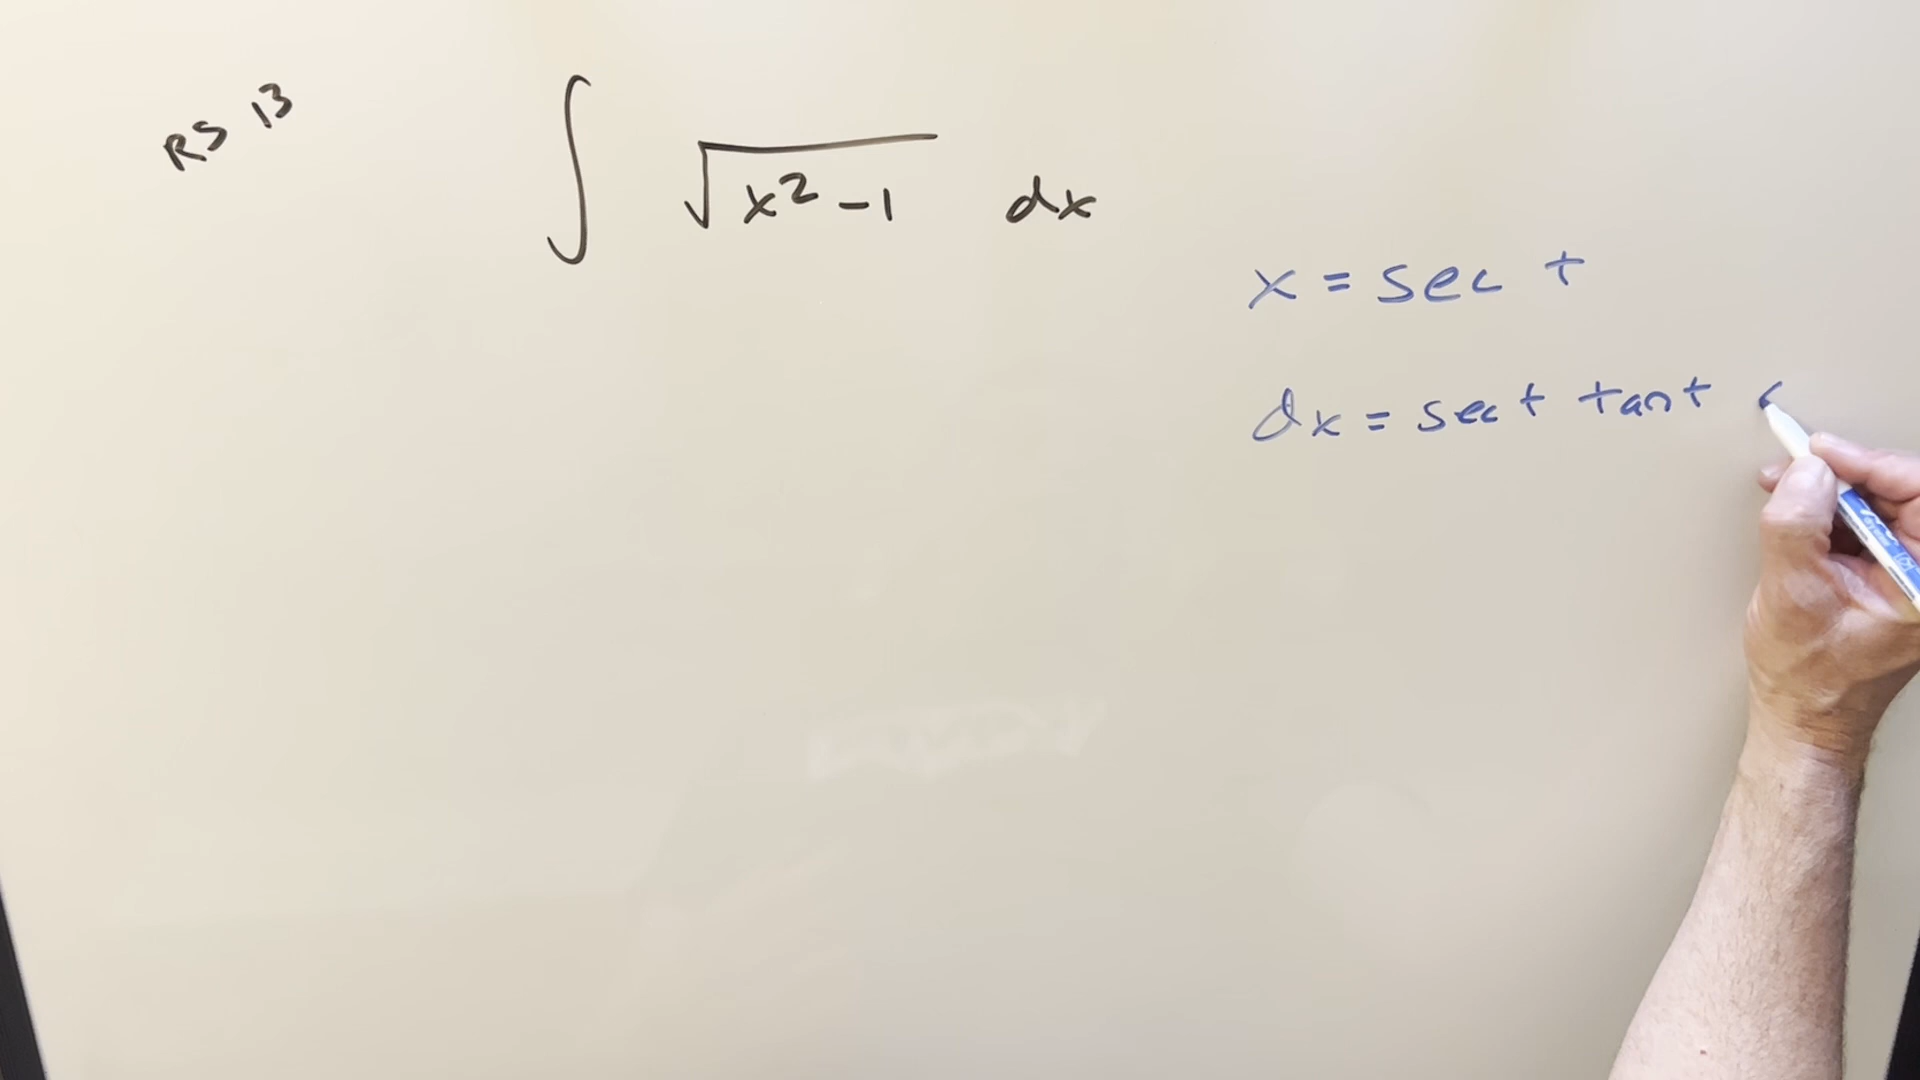 RS 13
∫ √(x² - 1) dx
x = sec t
dx = sec t tan t